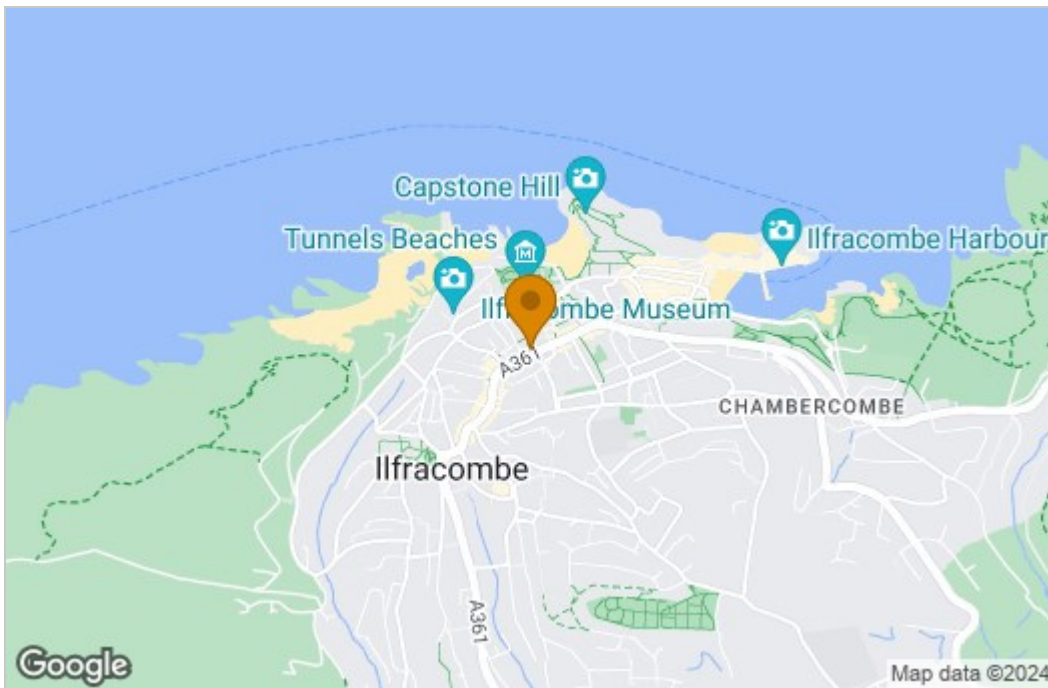 Capstone Hill
Tunnels Beaches
Ilfracombe Harbour
Ilfracombe Museum
A361
CHAMBERCOMBE
Ilfracombe
A361
Google
Map data ©2024